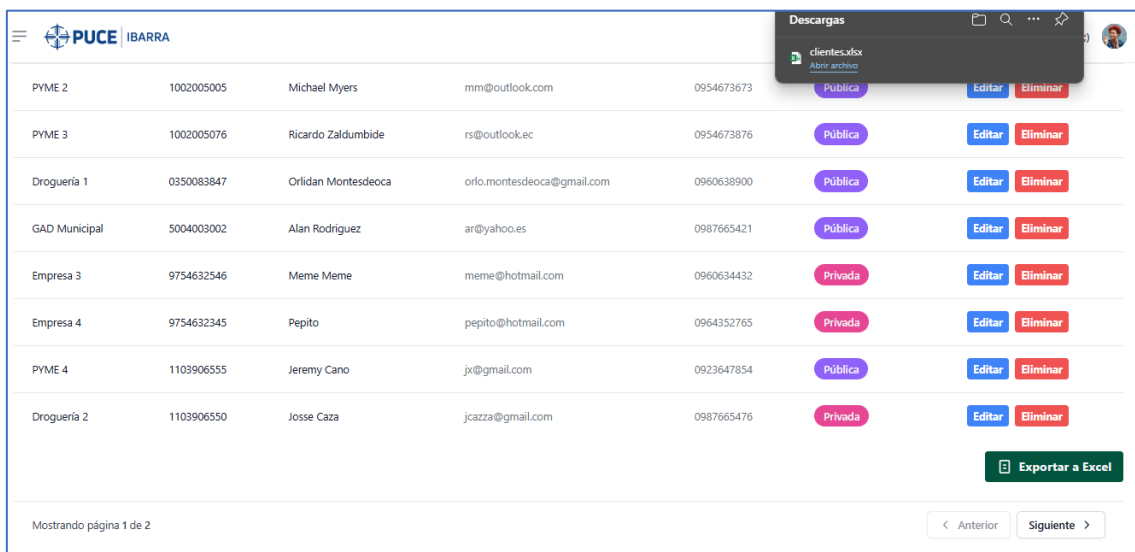 Descargas
PUCE IBARRA
clientes.xlsx
Abrir archivo
:)
PYME 2 1002005005 Michael Myers mm@outlook.com 0954673673 Pública Editar Eliminar
PYME 3 1002005076 Ricardo Zaldumbide rs@outlook.ec 0954673876 Pública Editar Eliminar
Droguería 1 0350083847 Orlidan Montesdeoca orlo.montesdeoca@gmail.com 0960638900 Pública Editar Eliminar
GAD Municipal 5004003002 Alan Rodriguez ar@yahoo.es 0987665421 Pública Editar Eliminar
Empresa 3 9754632546 Meme Meme meme@hotmail.com 0960634432 Privada Editar Eliminar
Empresa 4 9754632345 Pepito pepito@hotmail.com 0964352765 Privada Editar Eliminar
PYME 4 1103906555 Jeremy Cano jx@gmail.com 0923647854 Pública Editar Eliminar
Droguería 2 1103906550 Josse Caza jcazza@gmail.com 0987665476 Privada Editar Eliminar
Exportar a Excel
Mostrando página 1 de 2 Anterior Siguiente